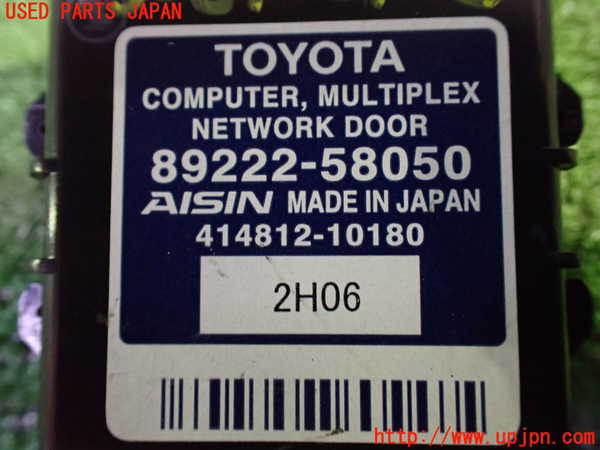 USED PARTS JAPAN
TOYOTA
COMPUTER, MULTIPLEX
NETWORK DOOR
89222-58050
AISIN MADE IN JAPAN
414812-10180
2H06
http://www.upjpn.com/